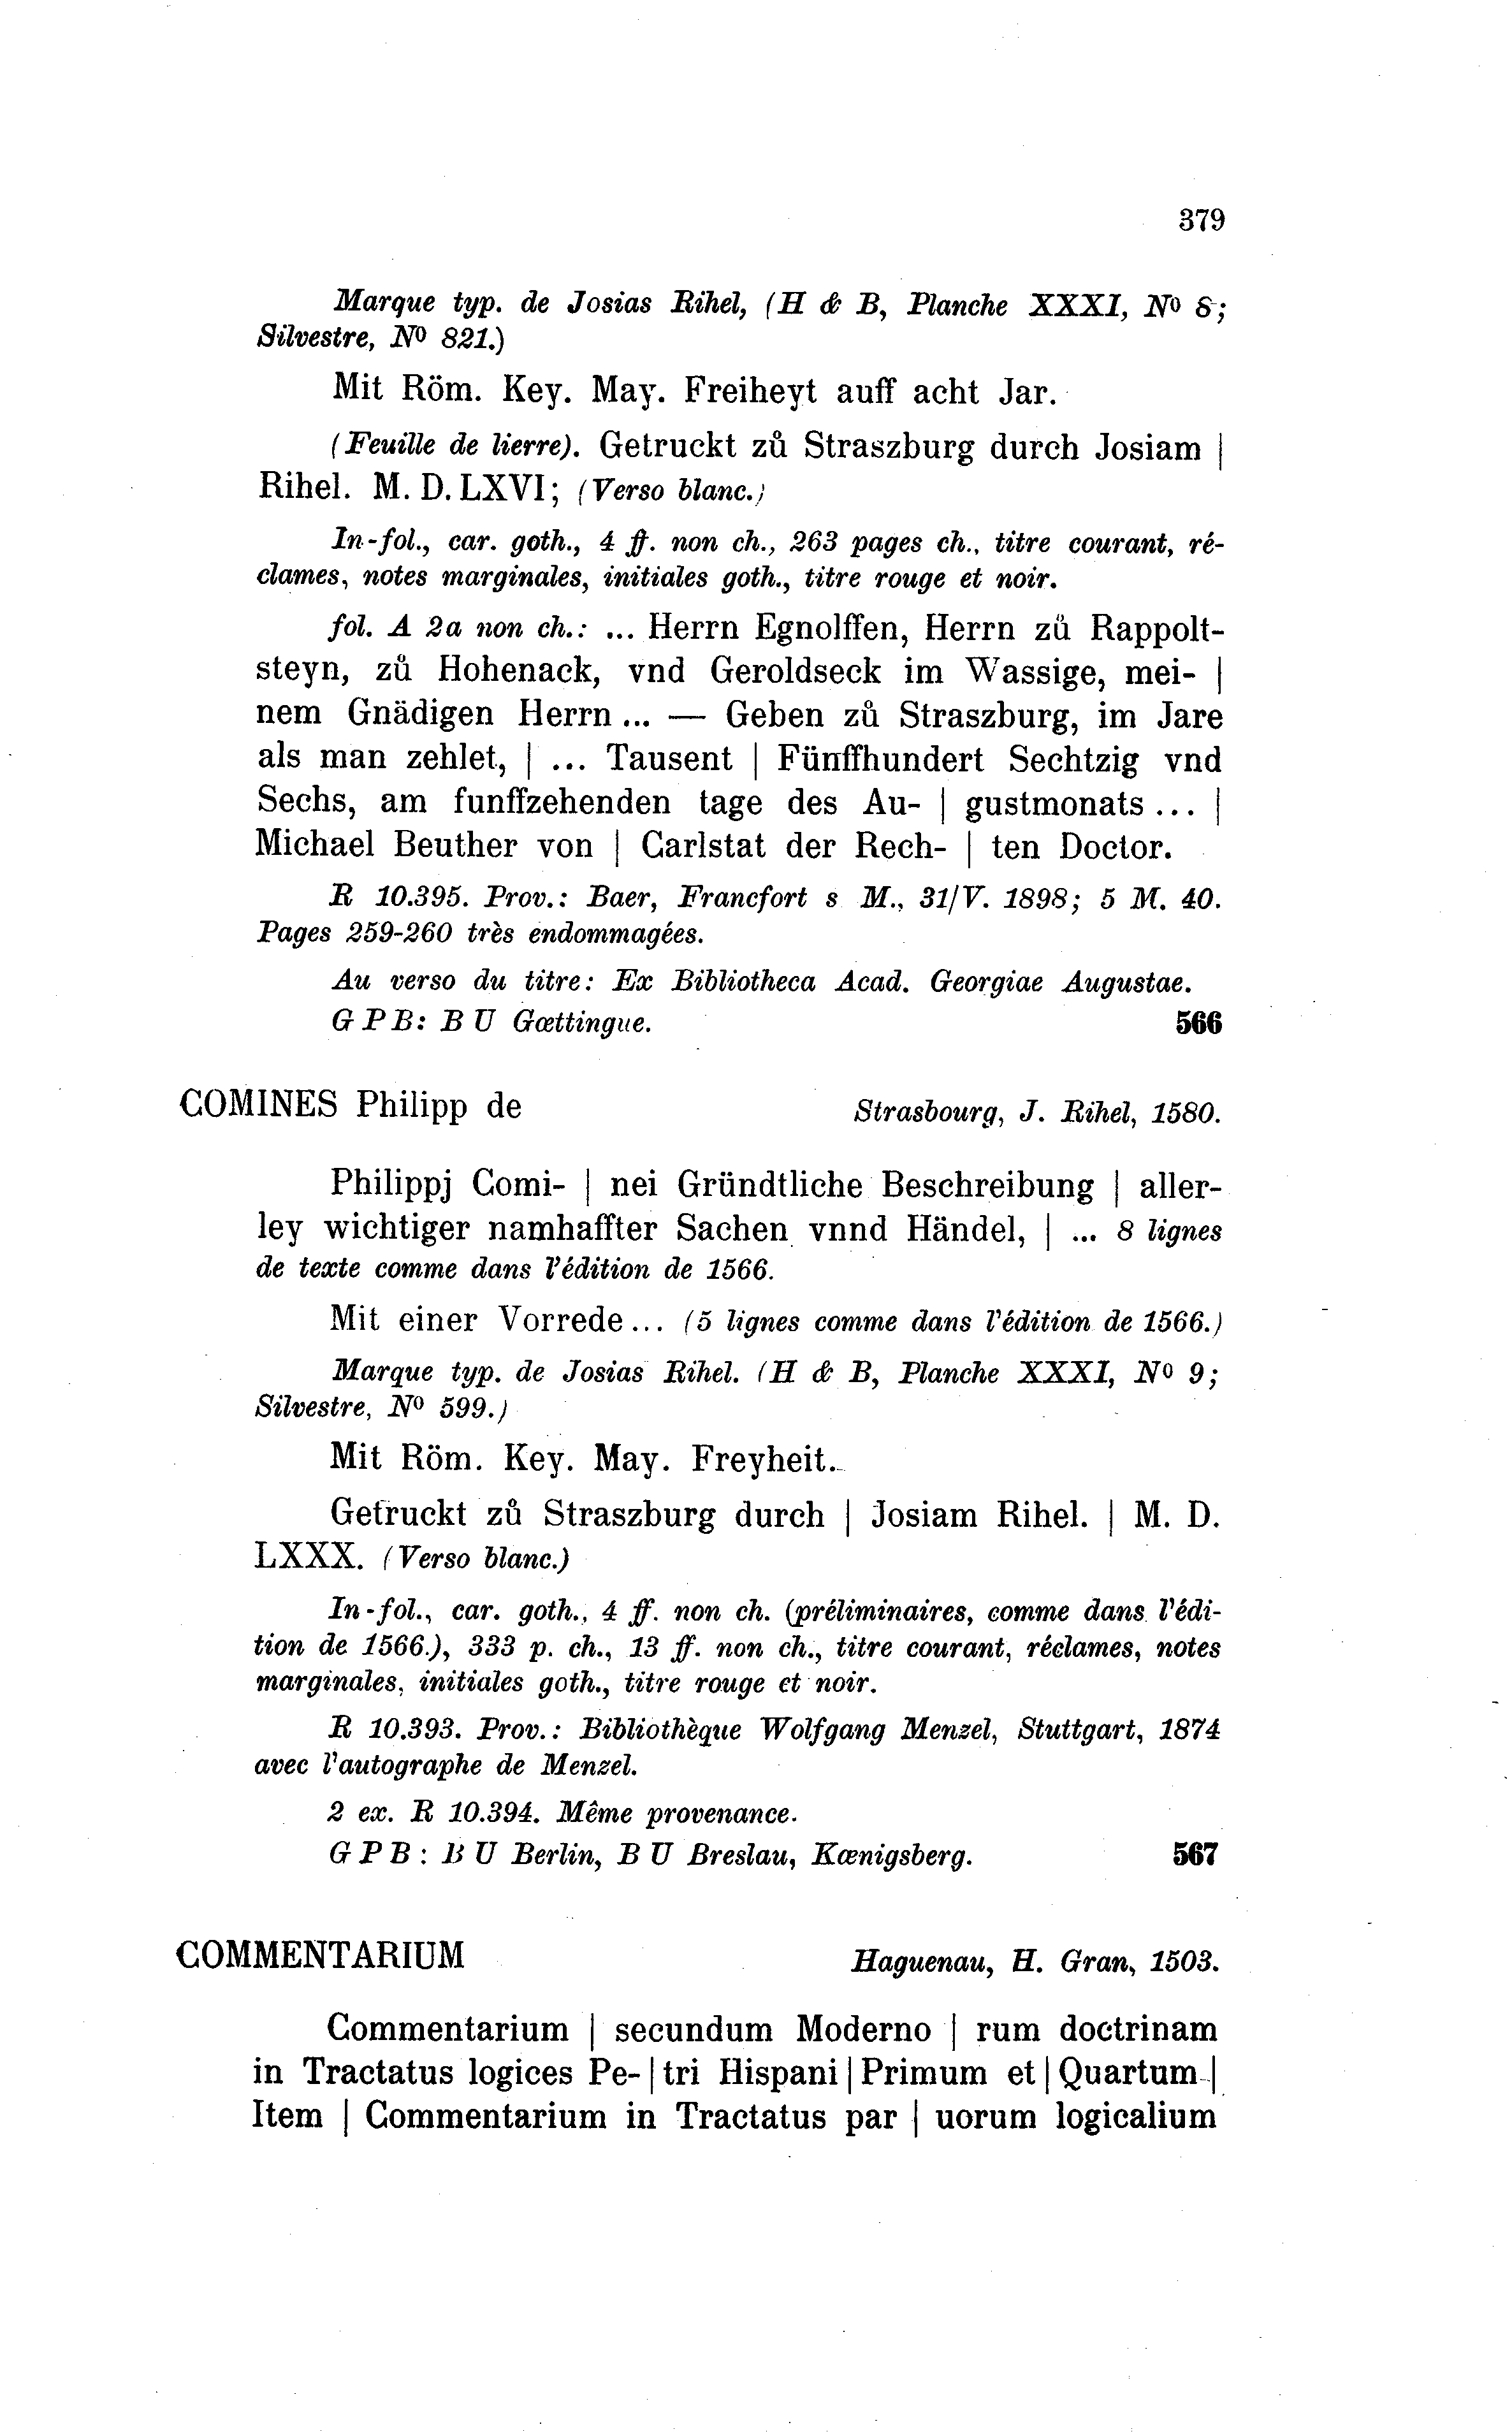 379
Marque typ. de Josias Rihel, (H & B, Planche XXXI, Nº 8;
Silvestre, Nº 821.)
Mit Röm. Key. May. Freiheyt auff acht Jar.
(Feuille de lierre). Getruckt zů Straszburg durch Josiam |
Rihel. M. D. LXVI; (Verso blanc.)
In-fol., car. goth., 4 ff. non ch., 263 pages ch., titre courant, ré-
clames, notes marginales, initiales goth., titre rouge et noir.
fol. A 2a non ch.: ... Herrn Egnolffen, Herrn zů Rappolt-
steyn, zů Hohenack, vnd Geroldseck im Wassige, mei- |
nem Gnädigen Herrn ... — Geben zů Straszburg, im Jare
als man zehlet, | ... Tausent | Fünffhundert Sechtzig vnd
Sechs, am funffzehenden tage des Au- | gustmonats ... |
Michael Beuther von | Carlstat der Rech- | ten Doctor.
R 10.395. Prov.: Baer, Francfort s M., 31/V. 1898; 5 M. 40.
Pages 259-260 très endommagées.
Au verso du titre: Ex Bibliotheca Acad. Georgiae Augustae.
G P B: B U Gœttingue. 566
COMINES Philipp de Strasbourg, J. Rihel, 1580.
Philippj Comi- | nei Gründtliche Beschreibung | aller-
ley wichtiger namhaffter Sachen vnnd Händel, | ... 8 lignes
de texte comme dans l'édition de 1566.
Mit einer Vorrede ... (5 lignes comme dans l'édition de 1566.)
Marque typ. de Josias Rihel. (H & B, Planche XXXI, Nº 9;
Silvestre, Nº 599.)
Mit Röm. Key. May. Freyheit.
Getruckt zů Straszburg durch | Josiam Rihel. | M. D.
LXXX. (Verso blanc.)
In-fol., car. goth., 4 ff. non ch. (préliminaires, comme dans l'édi-
tion de 1566.), 333 p. ch., 13 ff. non ch., titre courant, réclames, notes
marginales, initiales goth., titre rouge et noir.
R 10.393. Prov.: Bibliothèque Wolfgang Menzel, Stuttgart, 1874
avec l'autographe de Menzel.
2 ex. R 10.394. Même provenance.
G P B: B U Berlin, B U Breslau, Kœnigsberg. 567
COMMENTARIUM Haguenau, H. Gran, 1503.
Commentarium | secundum Moderno | rum doctrinam
in Tractatus logices Pe- | tri Hispani | Primum et | Quartum |
Item | Commentarium in Tractatus par | uorum logicalium